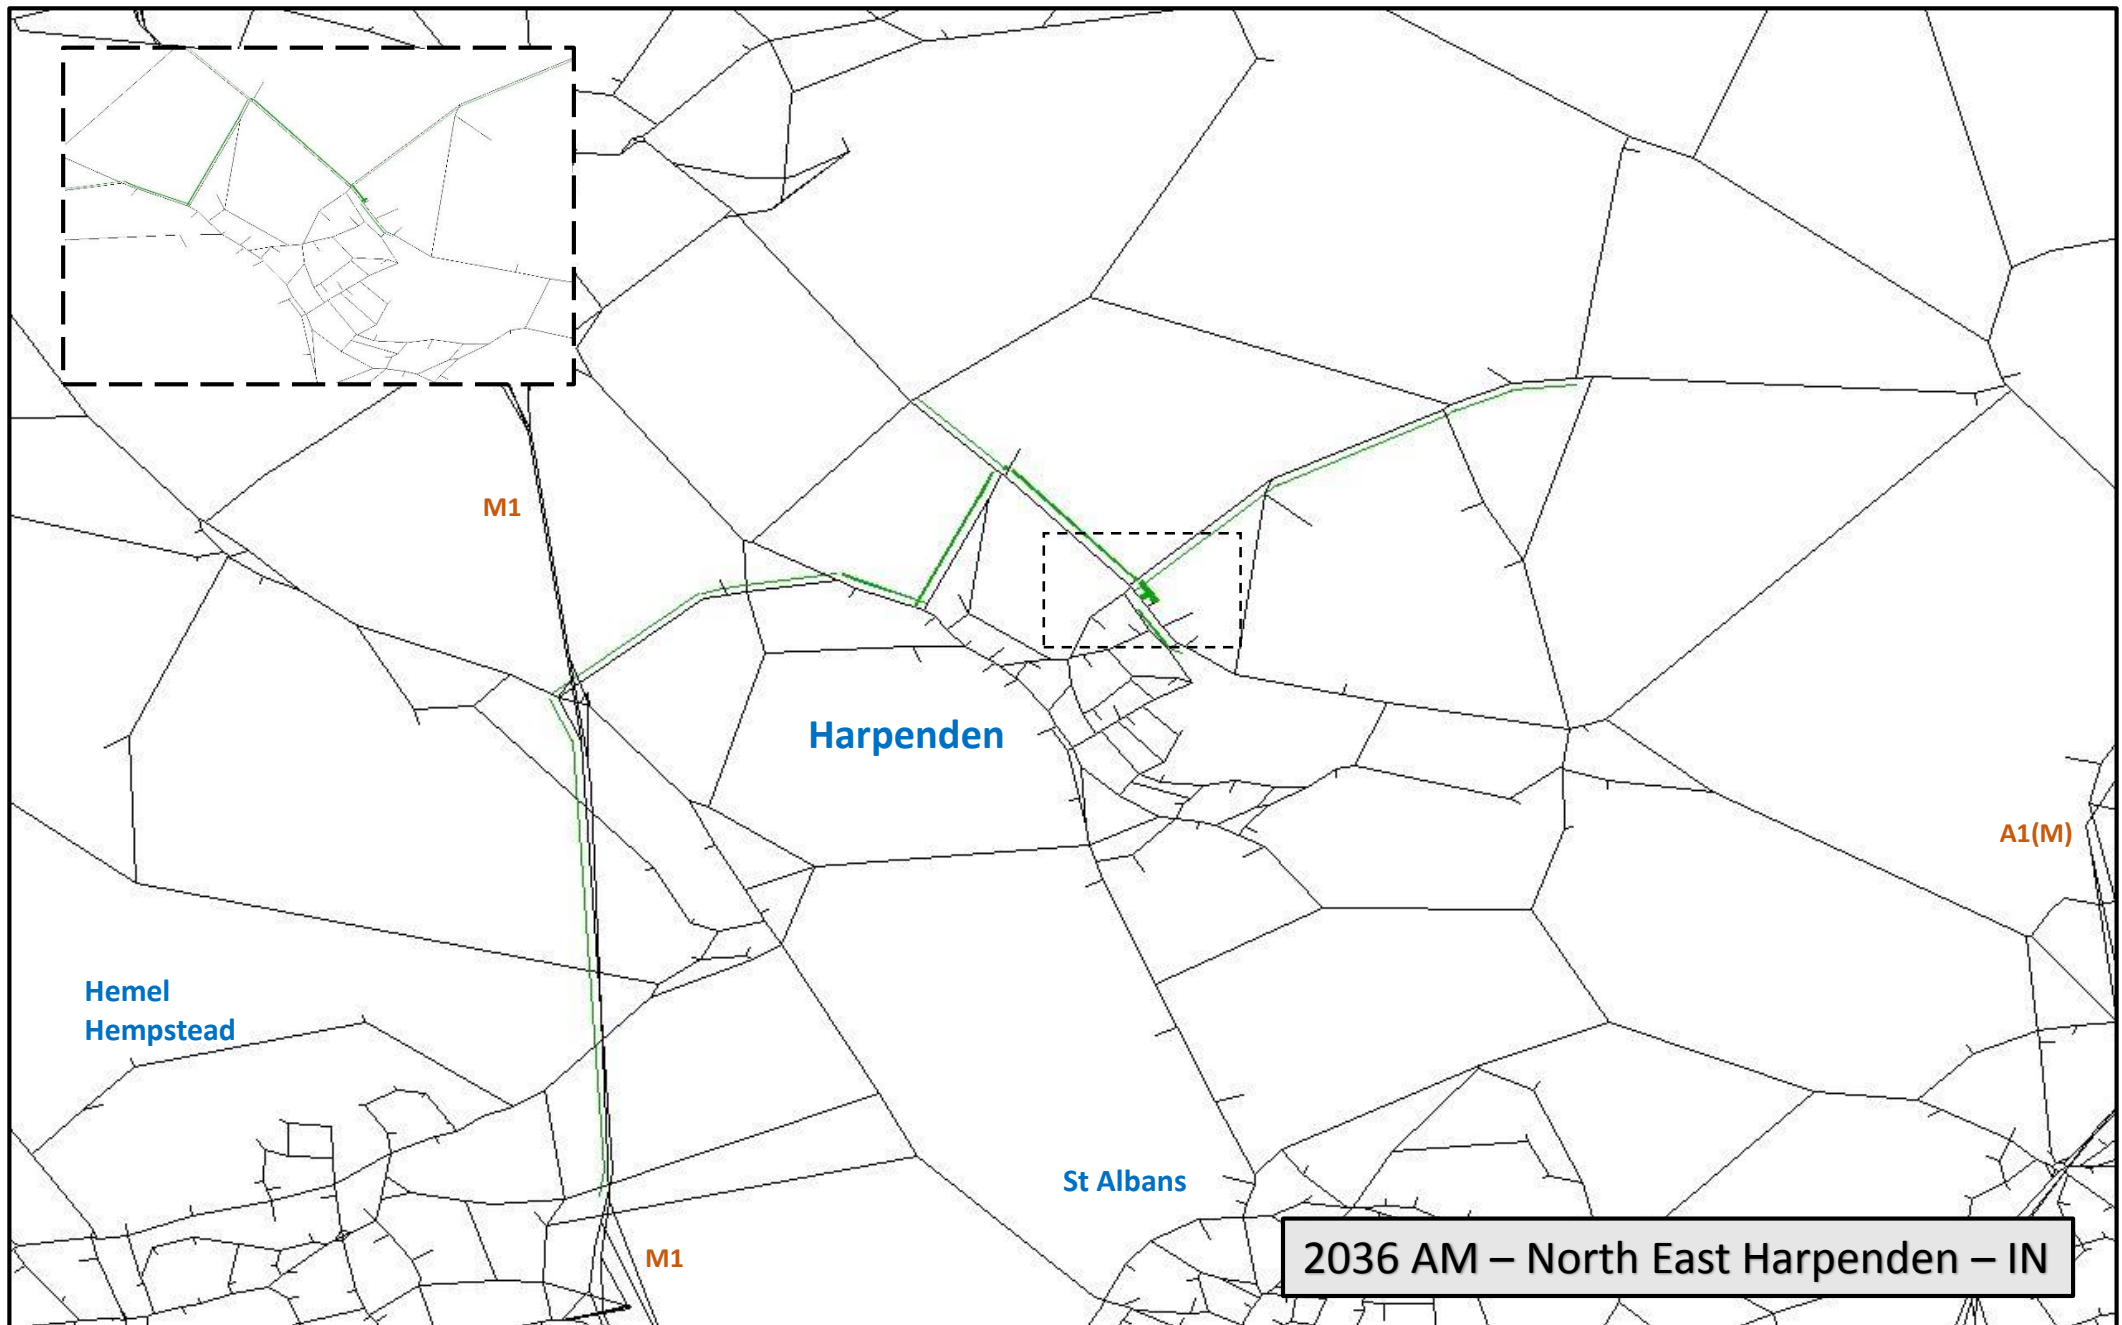 M1
Harpenden
A1(M)
Hemel
Hempstead
St Albans
M1
2036 AM – North East Harpenden – IN